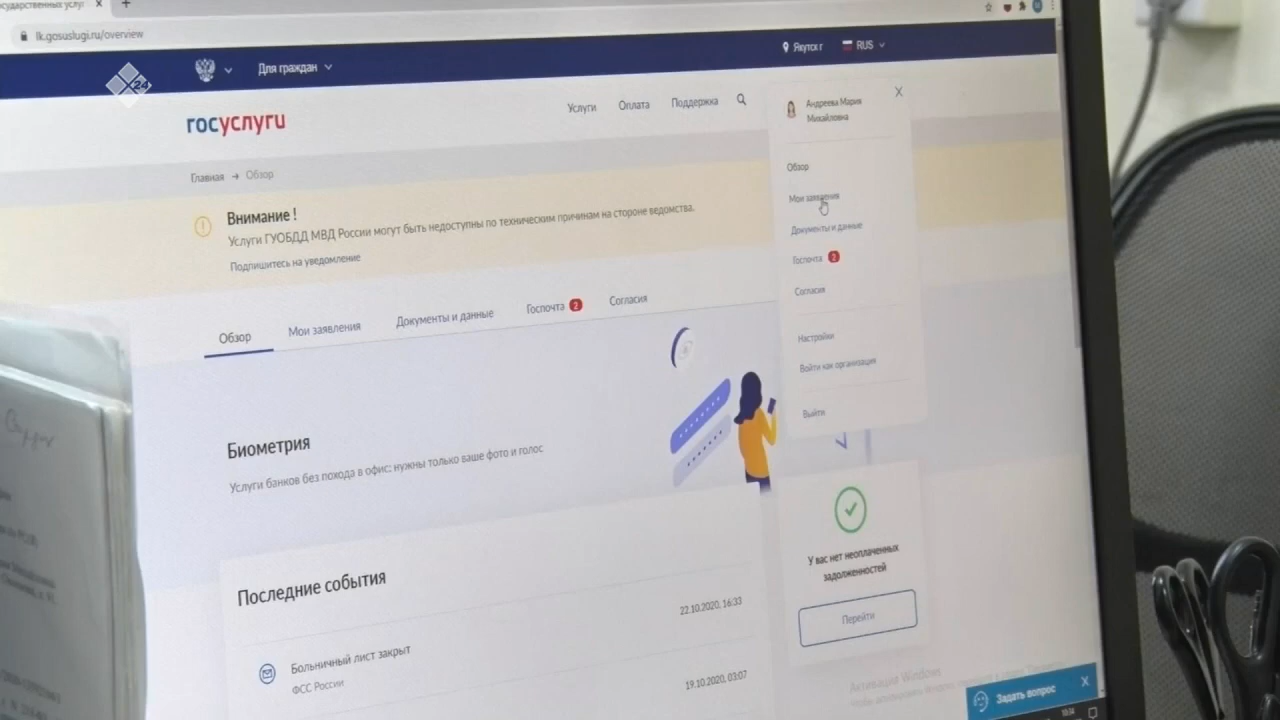 сударственных услуг
lk.gosuslugi.ru/overview
Для граждан
Якутск г
RUS
24
госуслуги
Услуги
Оплата
Поддержка
Андреева Мария
Михайловна
Главная → Обзор
Обзор
Мои заявления
Документы и данные
Госпочта 2
Согласия
Настройки
Войти как организация
Выйти
Внимание !
Услуги ГУОБДД МВД России могут быть недоступны по техническим причинам на стороне ведомства.
Подпишитесь на уведомление
Обзор
Мои заявления
Документы и данные
Госпочта 2
Согласия
Биометрия
Услуги банков без похода в офис: нужны только ваше фото и голос
У вас нет неоплаченных
задолженностей
Перейти
Последние события
22.10.2020, 16:33
Больничный лист закрыт
ФСС России
19.10.2020, 03:07
Активация Windows
Задать вопрос